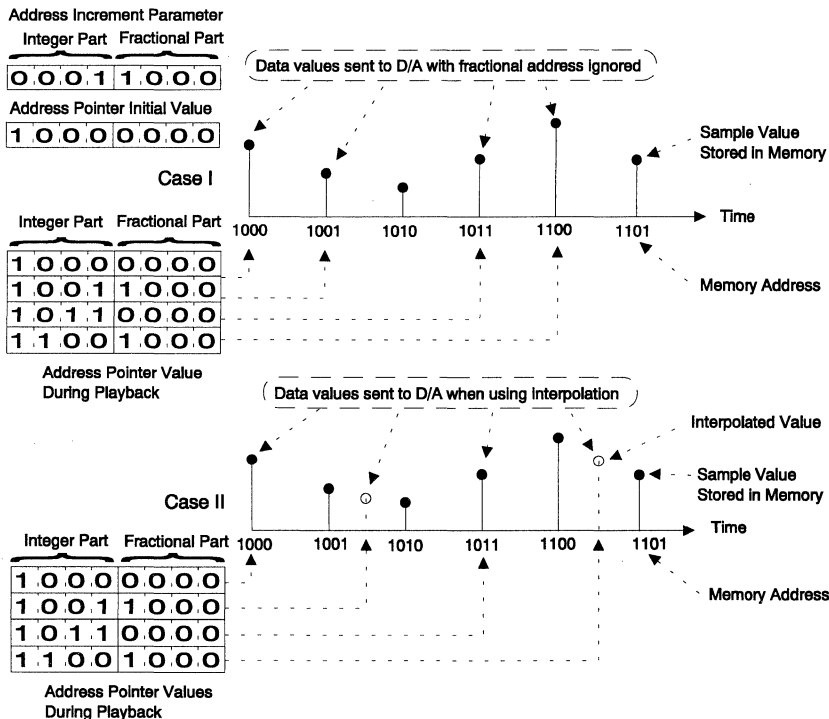 Address Increment Parameter
Integer Part Fractional Part
0 0 0 1 1 0 0 0
Address Pointer Initial Value
1 0 0 0 0 0 0 0
Data values sent to D/A with fractional address ignored
Sample Value
Stored in Memory
Case I
Time
1000 1001 1010 1011 1100 1101
Integer Part Fractional Part
1 0 0 0 0 0 0 0
1 0 0 1 1 0 0 0
1 0 1 1 0 0 0 0
1 1 0 0 1 0 0 0
Memory Address
Address Pointer Value
During Playback
Data values sent to D/A when using interpolation
Interpolated Value
Sample Value
Stored in Memory
Case II
Time
1000 1001 1010 1011 1100 1101
Integer Part Fractional Part
1 0 0 0 0 0 0 0
1 0 0 1 1 0 0 0
1 0 1 1 0 0 0 0
1 1 0 0 1 0 0 0
Memory Address
Address Pointer Values
During Playback